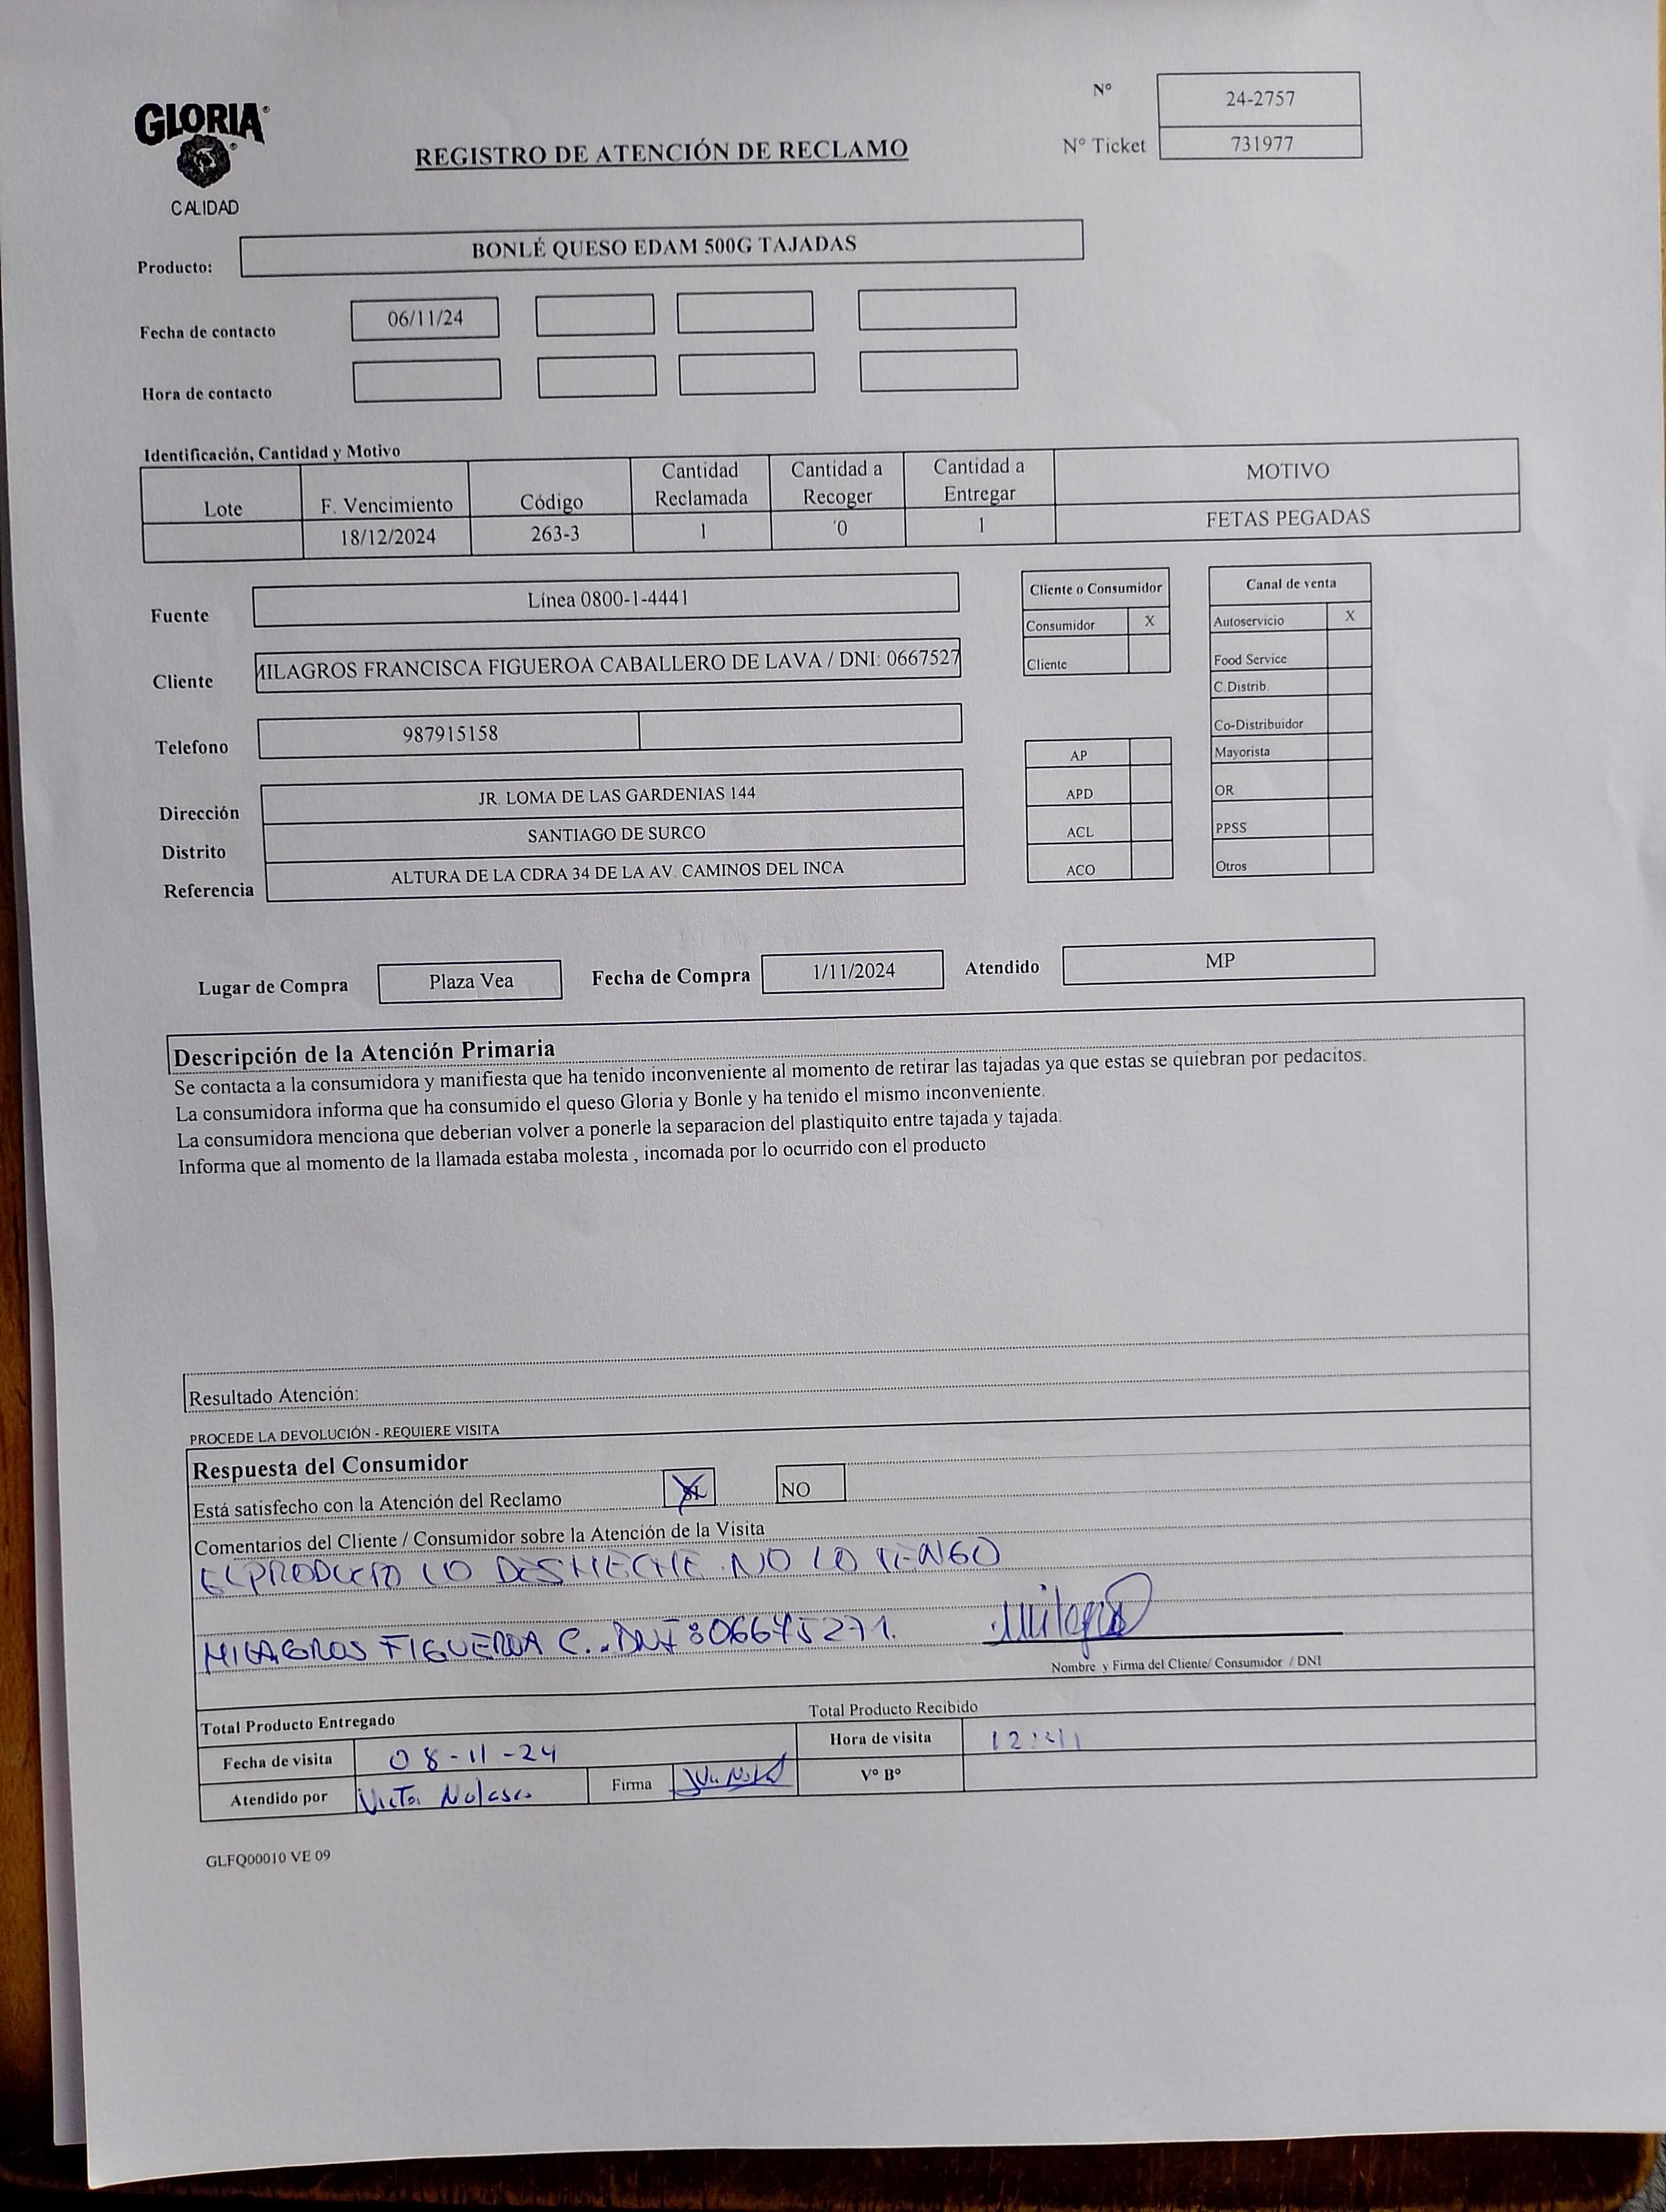 GLORIA
CALIDAD
REGISTRO DE ATENCIÓN DE RECLAMO
Nº 24-2757
Nº Ticket 731977
Producto: BONLÉ QUESO EDAM 500G TAJADAS
Fecha de contacto 06/11/24
Hora de contacto
Identificación, Cantidad y Motivo
Lote F. Vencimiento Código Cantidad Reclamada Cantidad a Recoger Cantidad a Entregar MOTIVO
18/12/2024 263-3 1 '0 1 FETAS PEGADAS
Fuente Línea 0800-1-4441
Cliente MILAGROS FRANCISCA FIGUEROA CABALLERO DE LAVA / DNI: 0667527
Telefono 987915158
Dirección JR. LOMA DE LAS GARDENIAS 144
Distrito SANTIAGO DE SURCO
Referencia ALTURA DE LA CDRA 34 DE LA AV. CAMINOS DEL INCA
Cliente o Consumidor
Consumidor X
Cliente
AP
APD
ACL
ACO
Canal de venta
Autoservicio X
Food Service
C.Distrib.
Co-Distribuidor
Mayorista
OR
PPSS
Otros
Lugar de Compra Plaza Vea Fecha de Compra 1/11/2024 Atendido MP
Descripción de la Atención Primaria
Se contacta a la consumidora y manifiesta que ha tenido inconveniente al momento de retirar las tajadas ya que estas se quiebran por pedacitos.
La consumidora informa que ha consumido el queso Gloria y Bonle y ha tenido el mismo inconveniente.
La consumidora menciona que deberian volver a ponerle la separacion del plastiquito entre tajada y tajada.
Informa que al momento de la llamada estaba molesta , incomada por lo ocurrido con el producto
Resultado Atención:
PROCEDE LA DEVOLUCIÓN - REQUIERE VISITA
Respuesta del Consumidor
Está satisfecho con la Atención del Reclamo SI NO
Comentarios del Cliente / Consumidor sobre la Atención de la Visita
EL PRODUCTO LO DESHECHE. NO LO TENGO
MILAGROS FIGUEROA C.. DNI
Milagros
Nombre y Firma del Cliente/ Consumidor / DNI
Total Producto Entregado Total Producto Recibido
Fecha de visita 08-11-24 Hora de visita
Atendido por Victor Nolasco Firma Vº Bº
GLFQ00010 VE 09